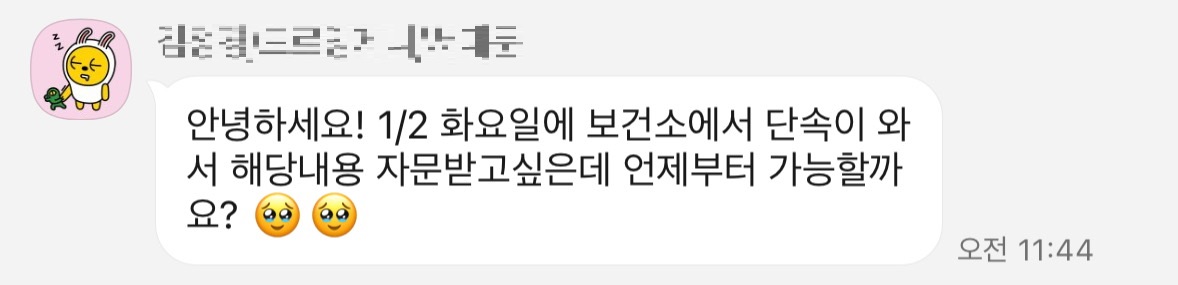 안녕하세요! 1/2 화요일에 보건소에서 단속이 와
서 해당내용 자문받고싶은데 언제부터 가능할까
요? 🥹 🥹
오전 11:44